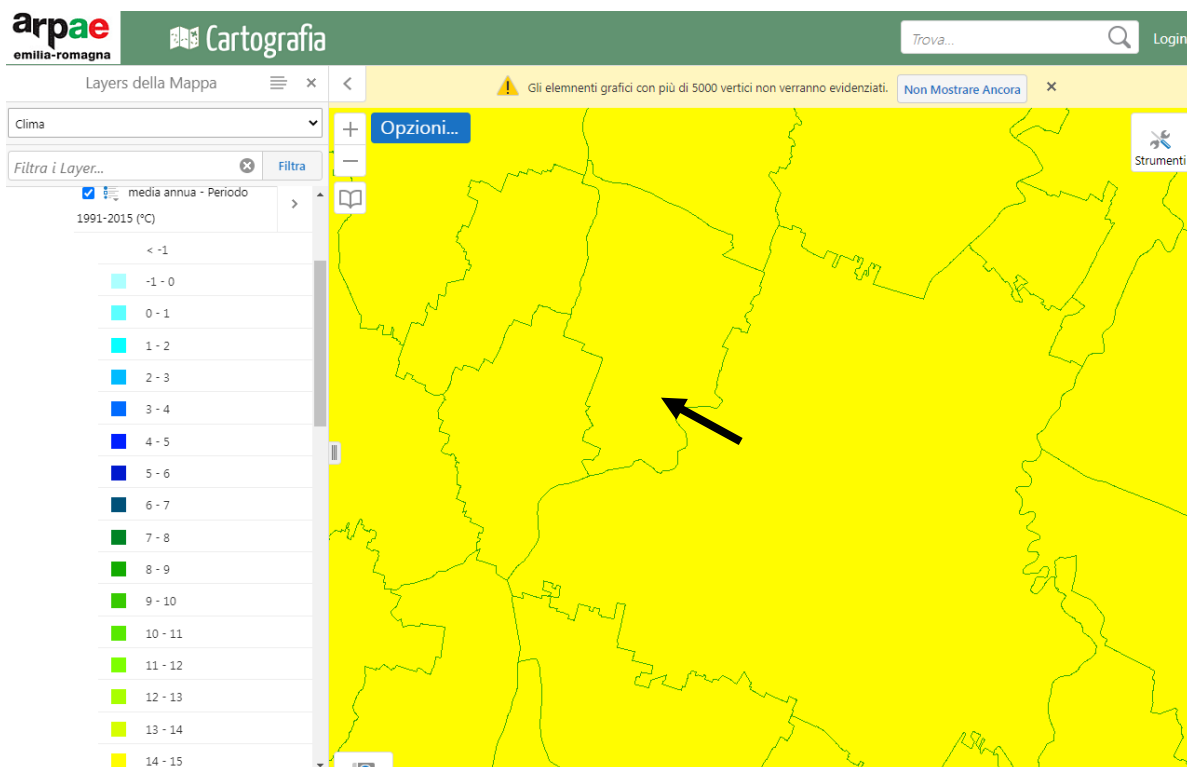 arpae
emilia-romagna
Cartografia
Trova...
Login
Layers della Mappa
Gli elemnenti grafici con più di 5000 vertici non verranno evidenziati.
Non Mostrare Ancora
Clima
Opzioni...
Filtra i Layer...
Filtra
Strumenti
media annua - Periodo
1991-2015 (°C)
< -1
-1 - 0
0 - 1
1 - 2
2 - 3
3 - 4
4 - 5
5 - 6
6 - 7
7 - 8
8 - 9
9 - 10
10 - 11
11 - 12
12 - 13
13 - 14
14 - 15